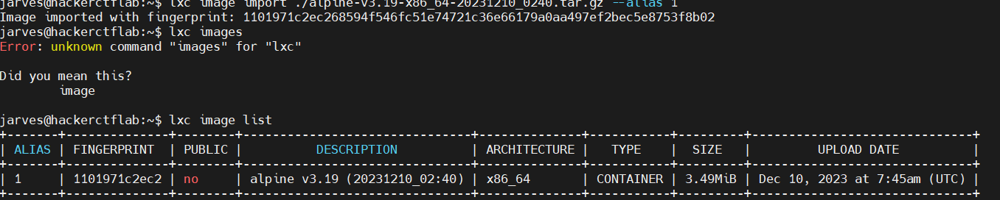 jarves@hackerctflab:~$ lxc image import ./alpine-v3.19-x86_64-20231210_0240.tar.gz --alias 1
Image imported with fingerprint: 1101971c2ec268594f546fc51e74721c36e66179a0aa497ef2bec5e8753f8b02
jarves@hackerctflab:~$ lxc images
Error: unknown command "images" for "lxc"
Did you mean this?
image
jarves@hackerctflab:~$ lxc image list
+-------+--------------+--------+-------------------------------+--------------+-----------+---------+------------------------------+
| ALIAS | FINGERPRINT | PUBLIC | DESCRIPTION | ARCHITECTURE | TYPE | SIZE | UPLOAD DATE |
+-------+--------------+--------+-------------------------------+--------------+-----------+---------+------------------------------+
| 1 | 1101971c2ec2 | no | alpine v3.19 (20231210_02:40) | x86_64 | CONTAINER | 3.49MiB | Dec 10, 2023 at 7:45am (UTC) |
+-------+--------------+--------+-------------------------------+--------------+-----------+---------+------------------------------+